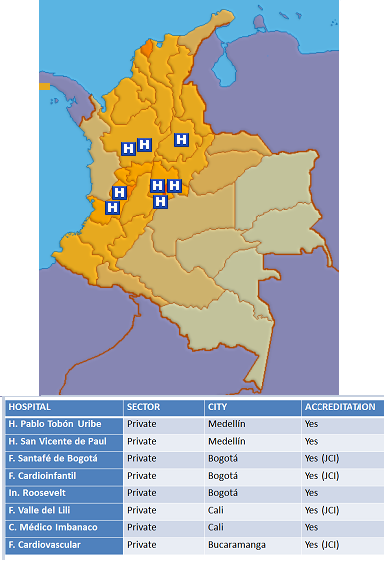 H H H
H H
H H
H
HOSPITAL SECTOR CITY ACCREDITATION
H. Pablo Tobón Uribe Private Medellín Yes
H. San Vicente de Paul Private Medellín Yes
F. Santafé de Bogotá Private Bogotá Yes (JCI)
F. Cardioinfantil Private Bogotá Yes (JCI)
In. Roosevelt Private Bogotá Yes
F. Valle del Lili Private Cali Yes (JCI)
C. Médico Imbanaco Private Cali Yes
F. Cardiovascular Private Bucaramanga Yes (JCI)